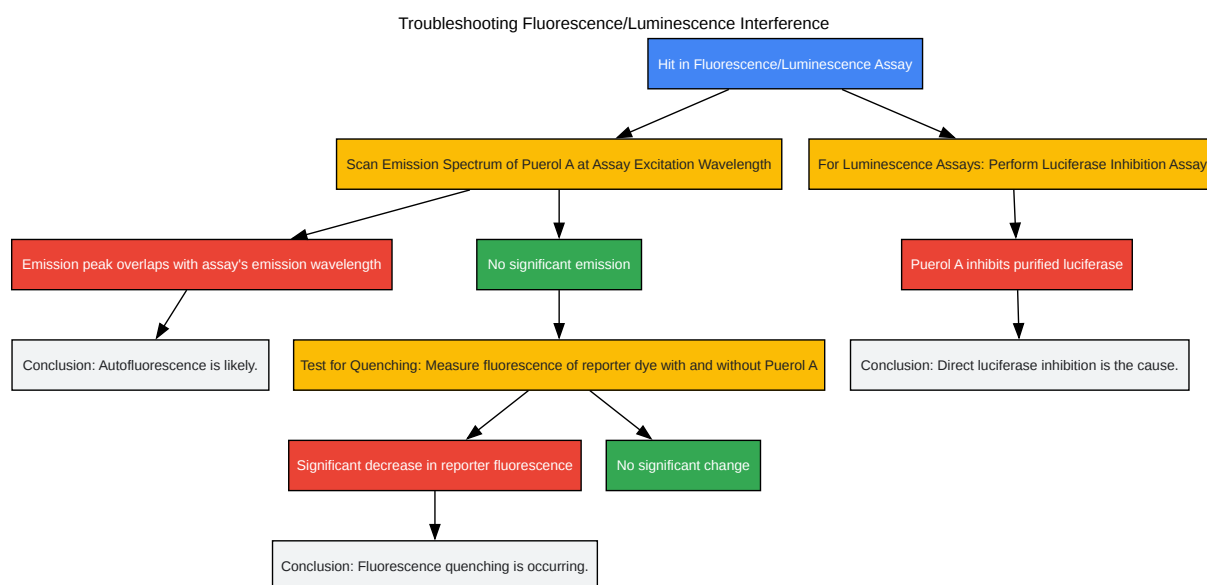 Troubleshooting Fluorescence/Luminescence Interference
Hit in Fluorescence/Luminescence Assay
Scan Emission Spectrum of Puerol A at Assay Excitation Wavelength
For Luminescence Assays: Perform Luciferase Inhibition Assay
Emission peak overlaps with assay's emission wavelength
No significant emission
Puerol A inhibits purified luciferase
Conclusion: Autofluorescence is likely.
Test for Quenching: Measure fluorescence of reporter dye with and without Puerol A
Conclusion: Direct luciferase inhibition is the cause.
Significant decrease in reporter fluorescence
No significant change
Conclusion: Fluorescence quenching is occurring.